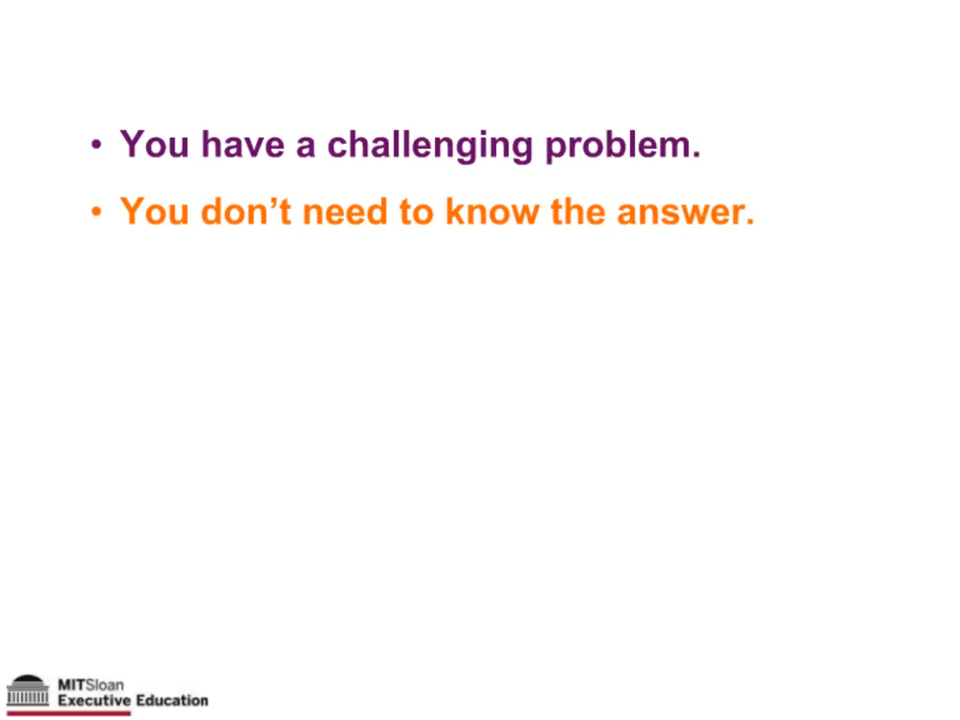 • You have a challenging problem.
• You don’t need to know the answer.
MITSloan
Executive Education